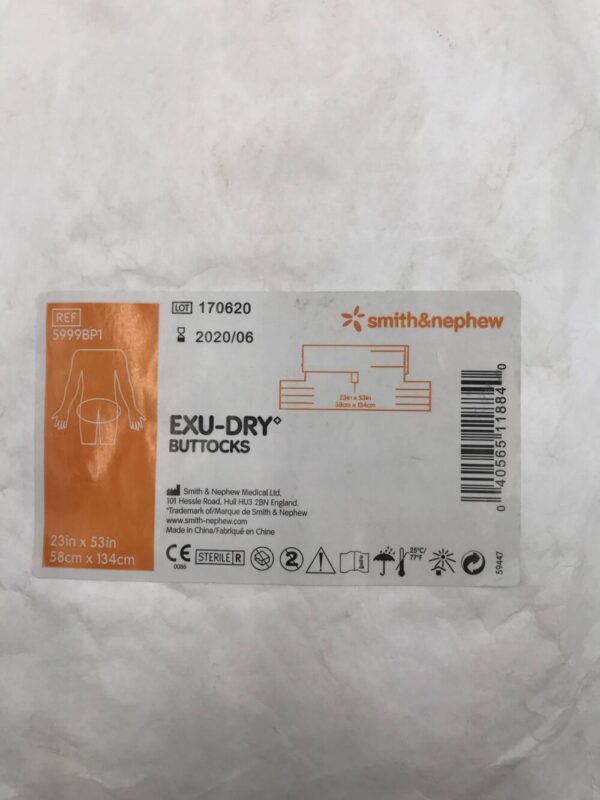 REF
5999BP1
LOT 170620
2020/06
smith&nephew
23in x 53in
58cm x 134cm
EXU-DRY◊
BUTTOCKS
Smith & Nephew Medical Ltd,
101 Hessle Road, Hull HU3 2BN England.
◊Trademark of/Marque de Smith & Nephew
www.smith-nephew.com
Made in China/Fabriqué en Chine
23in x 53in
58cm x 134cm
CE
0086
STERILE R
2
25°C/
77°F
0 40565 11884 0
59447